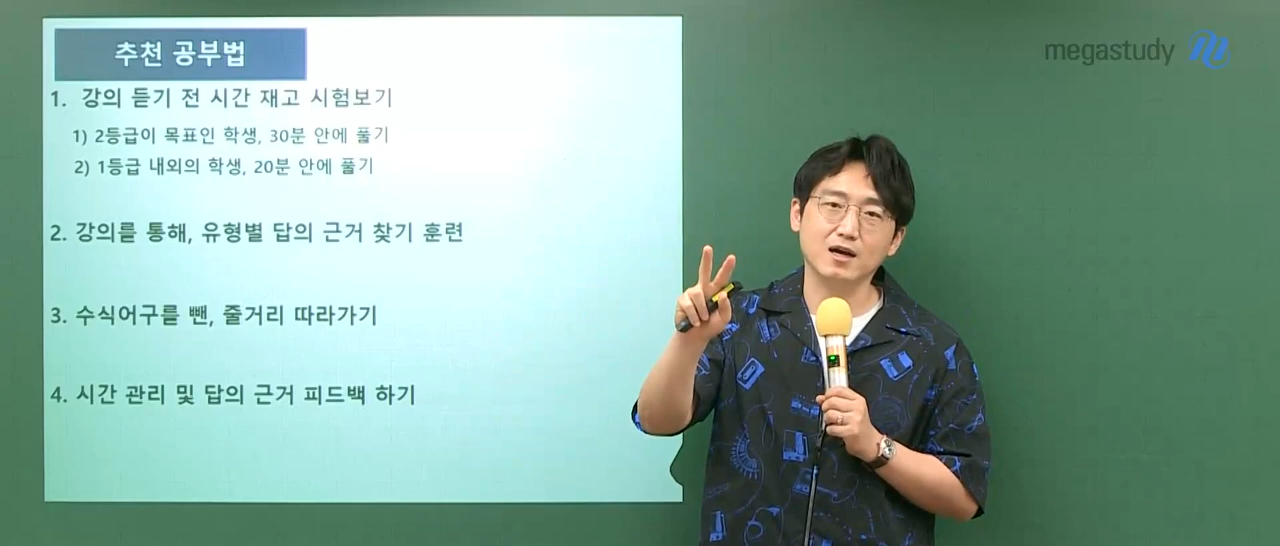 추천 공부법
megastudy
1. 강의 듣기 전 시간 재고 시험보기
1) 2등급이 목표인 학생, 30분 안에 풀기
2) 1등급 내외의 학생, 20분 안에 풀기
2. 강의를 통해, 유형별 답의 근거 찾기 훈련
3. 수식어구를 뺀, 줄거리 따라가기
4. 시간 관리 및 답의 근거 피드백 하기